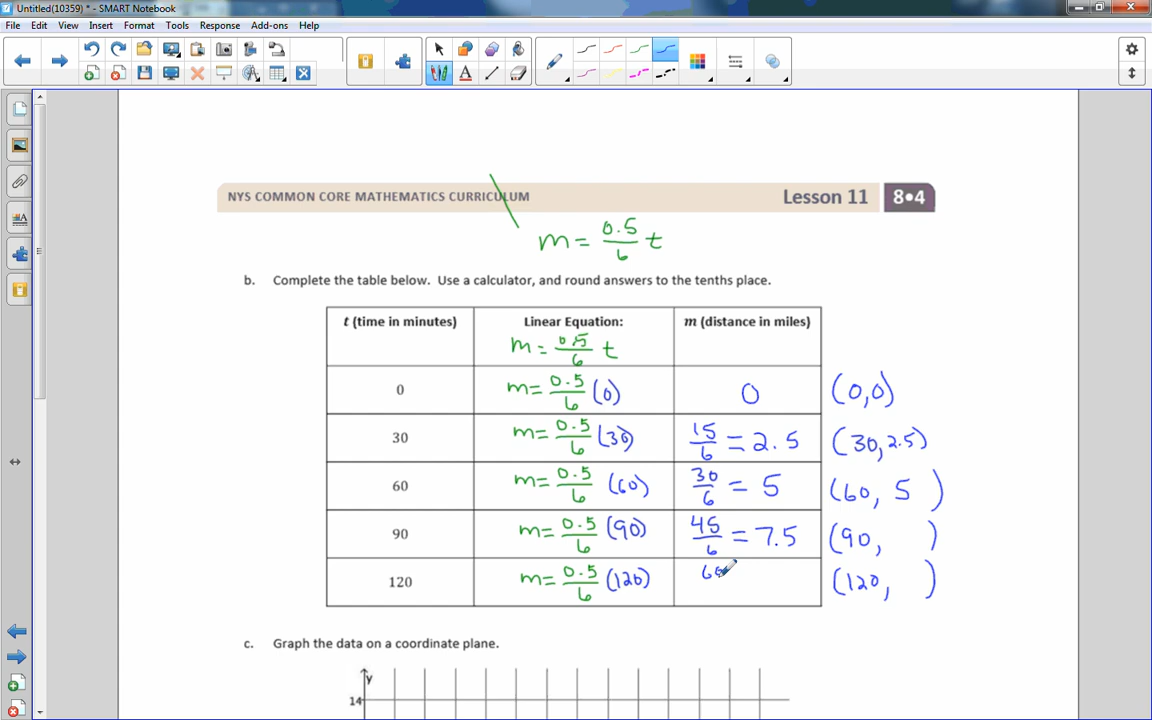 Untitled(10359) * - SMART Notebook
File Edit View Insert Format Tools Response Add-ons Help
NYS COMMON CORE MATHEMATICS CURRICULUM Lesson 11 8•4
m = 0.5/6 t
b. Complete the table below. Use a calculator, and round answers to the tenths place.
t (time in minutes) Linear Equation: m (distance in miles)
m = 0.5/6 t
0 m = 0.5/6 (0) 0 (0,0)
30 m = 0.5/6 (30) 15/6 = 2.5 (30, 2.5)
60 m = 0.5/6 (60) 30/6 = 5 (60, 5 )
90 m = 0.5/6 (90) 45/6 = 7.5 (90, )
120 m = 0.5/6 (120) 60 (120, )
c. Graph the data on a coordinate plane.
y
14